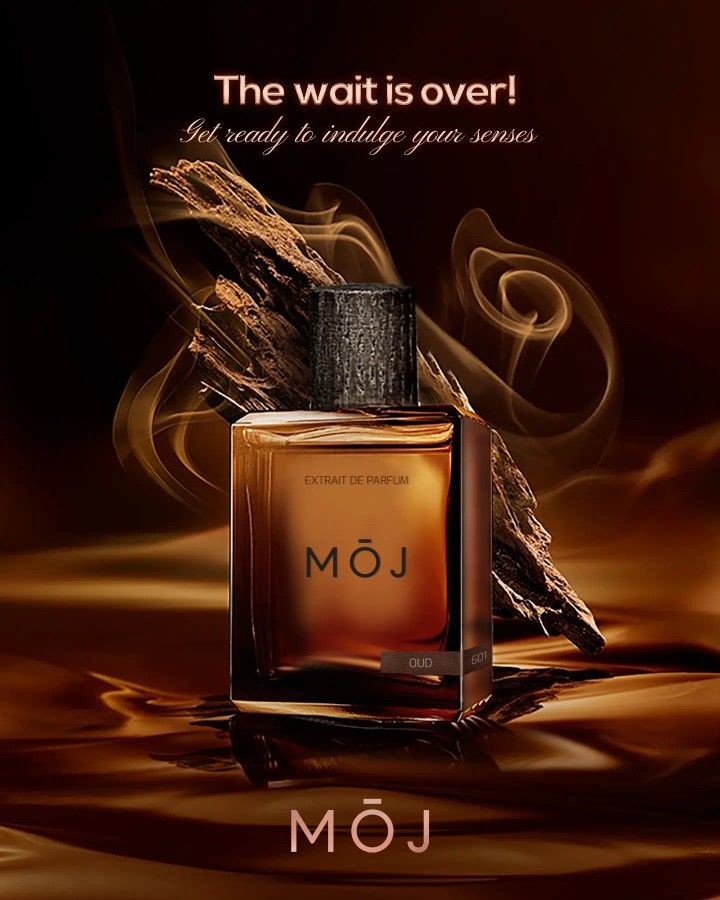 The wait is over!
Get ready to indulge your senses
EXTRAIT DE PARFUM
MŌJ
OUD
601
MŌJ